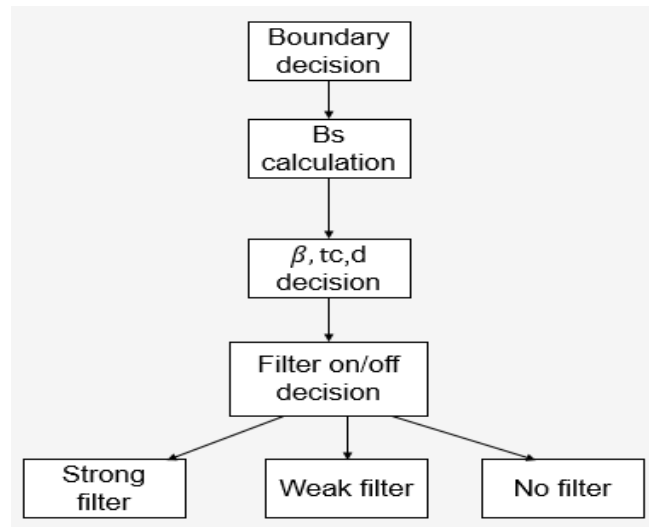 Boundary
decision
Bs
calculation
β, tc,d
decision
Filter on/off
decision
Strong
filter
Weak filter
No filter